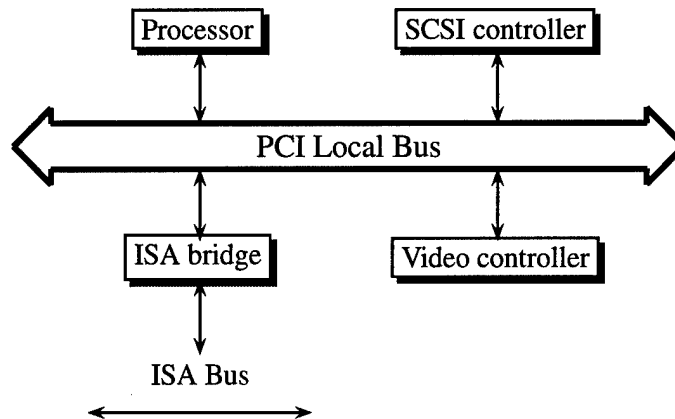 Processor
SCSI controller
PCI Local Bus
ISA bridge
Video controller
ISA Bus